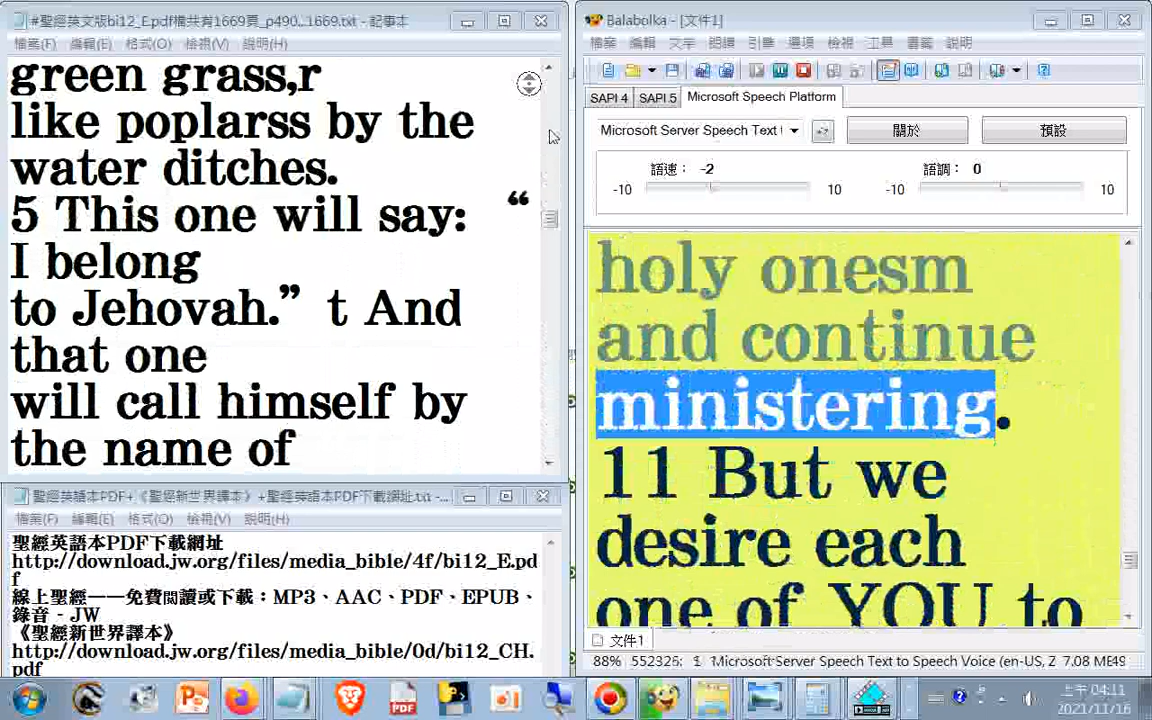 #聖經英文版bi12_E.pdf檔共有1669頁_p490...1669.txt - 記事本
檔案(F) 編輯(E) 格式(O) 檢視(V) 說明(H)
green grass,r
like poplarss by the
water ditches.
5 This one will say: “
I belong
to Jehovah.” t And
that one
will call himself by
the name of
聖經英語本PDF+《聖經新世界譯本》+聖經英語本PDF下載網址.txt - ...
檔案(F) 編輯(E) 格式(O) 檢視(V) 說明(H)
聖經英語本PDF下載網址
http://download.jw.org/files/media_bible/4f/bi12_E.pd
f
線上聖經——免費閱讀或下載：MP3、AAC、PDF、EPUB、
錄音 - JW
《聖經新世界譯本》
http://download.jw.org/files/media_bible/0d/bi12_CH.
pdf
Balabolka - [文件1]
檔案 編輯 文字 朗讀 引擎 選項 檢視 工具 書籤 說明
SAPI 4 SAPI 5 Microsoft Speech Platform
Microsoft Server Speech Text 關於 預設
語速： -2 語調： 0
-10 10 -10 10
holy onesm
and continue
ministering.
11 But we
desire each
one of YOU to
文件1
88% 552325: 1 Microsoft Server Speech Text to Speech Voice (en-US, Z 7.08 ME49
上午 04:11
2021/11/16